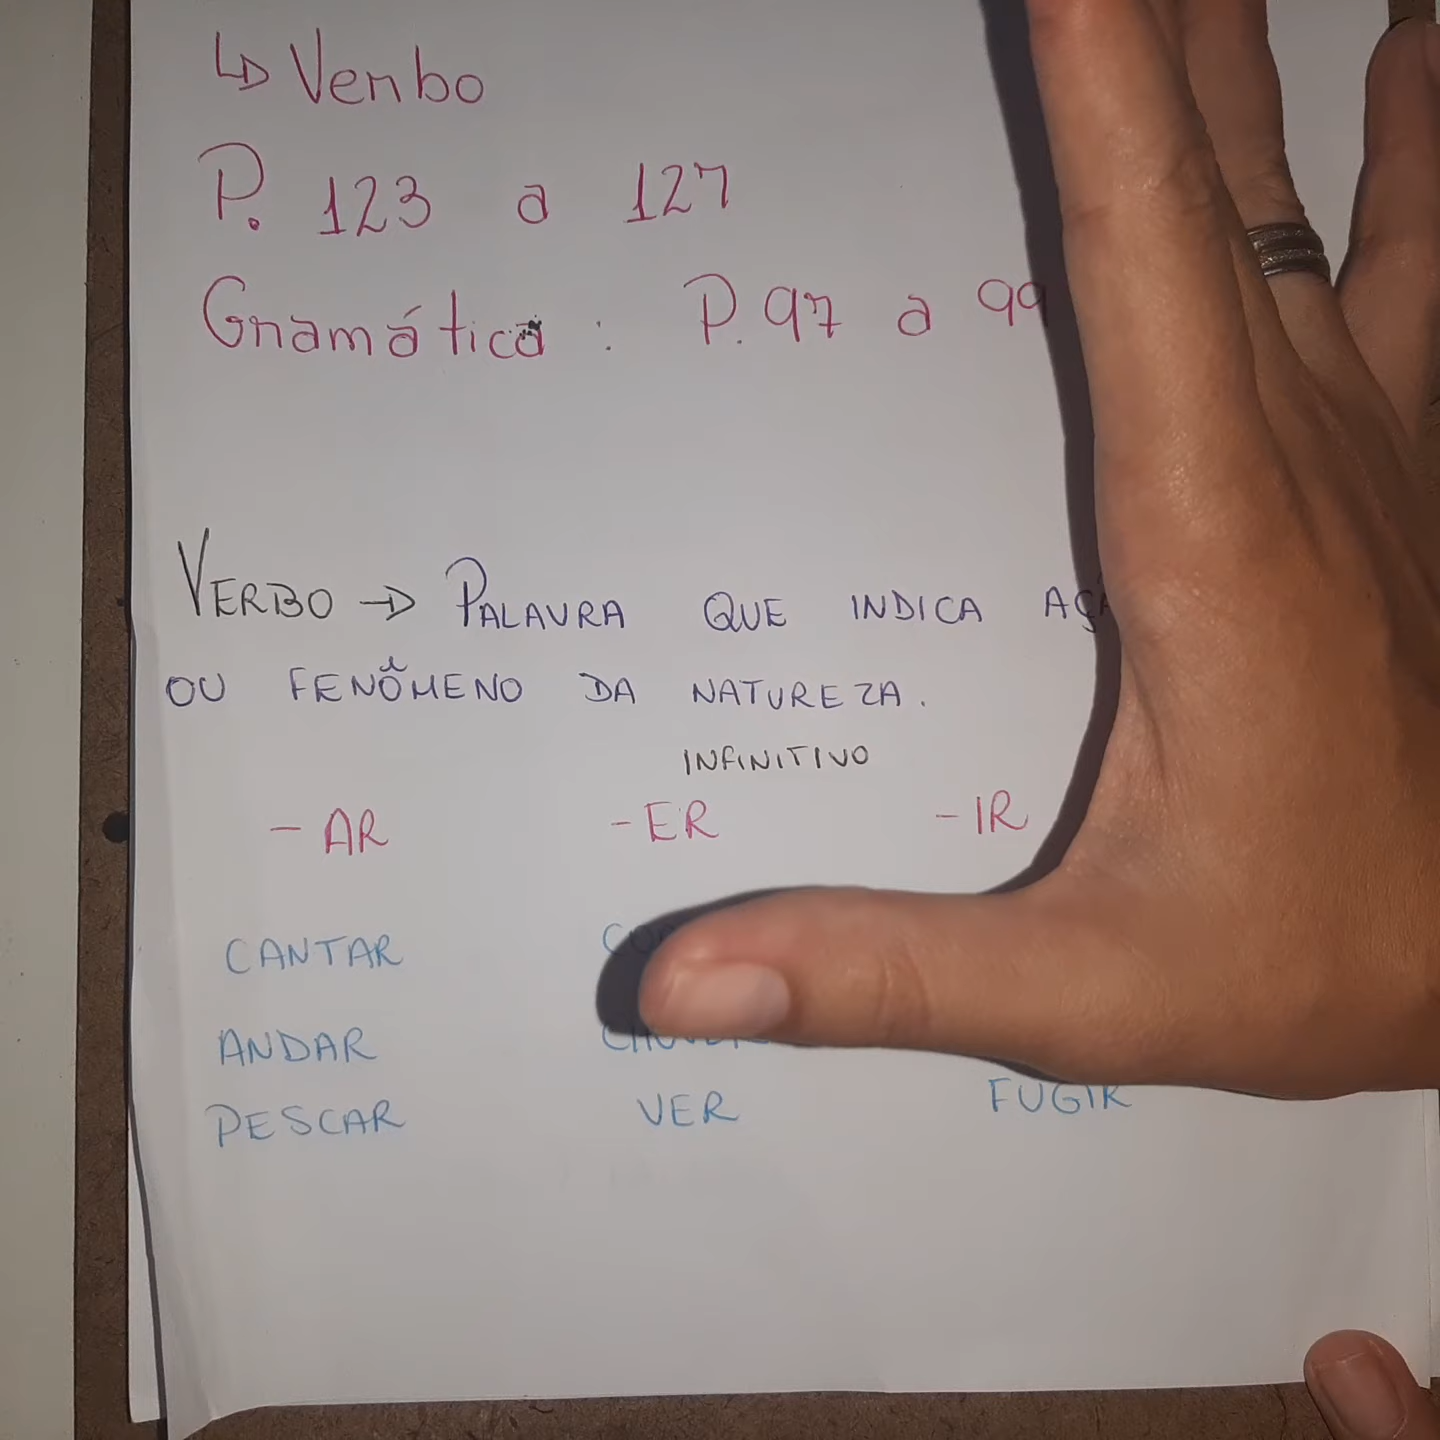 ↳ Verbo
P. 123 a 127
Gramática : P. 97 a 99
VERBO → PALAVRA QUE INDICA
OU FENÔMENO DA NATUREZA.
INFINITIVO
- AR - ER - IR
CANTAR
ANDAR
PESCAR VER FUGIR